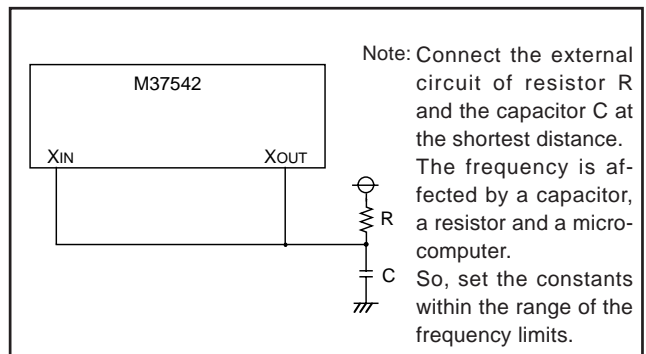 M37542
XIN
XOUT
R
C
Note: Connect the external
circuit of resistor R
and the capacitor C at
the shortest distance.
The frequency is af-
fected by a capacitor,
a resistor and a micro-
computer.
So, set the constants
within the range of the
frequency limits.